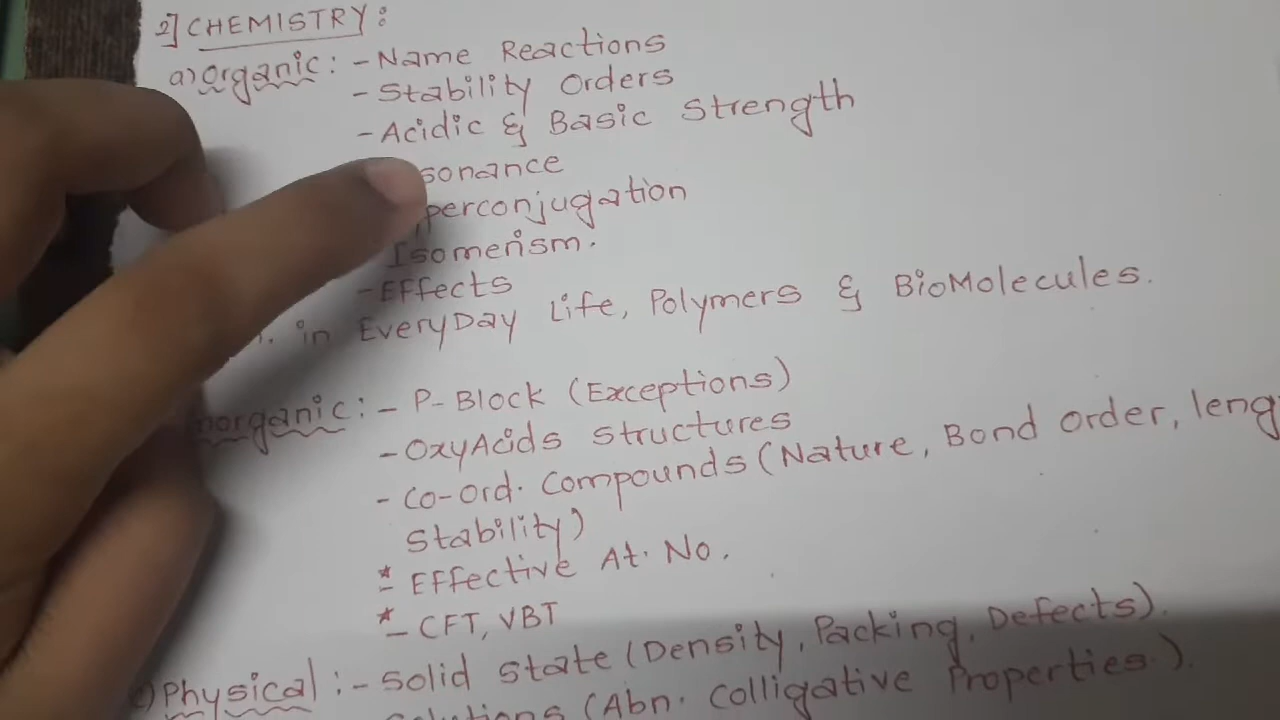 2] CHEMISTRY:
a) Organic: - Name Reactions
- Stability Orders
- Acidic & Basic Strength
sonance
perconjugation
Isomerism.
- Effects
in EveryDay Life, Polymers & BioMolecules.
norganic: - P-Block (Exceptions)
- OxyAcids structures
- Co-ord. Compounds (Nature, Bond order, leng
stability)
* - Effective At. No.
* - CFT, VBT
c) Physical: - Solid state (Density, Packing, Defects).
(Abn. Colligative Properties.).